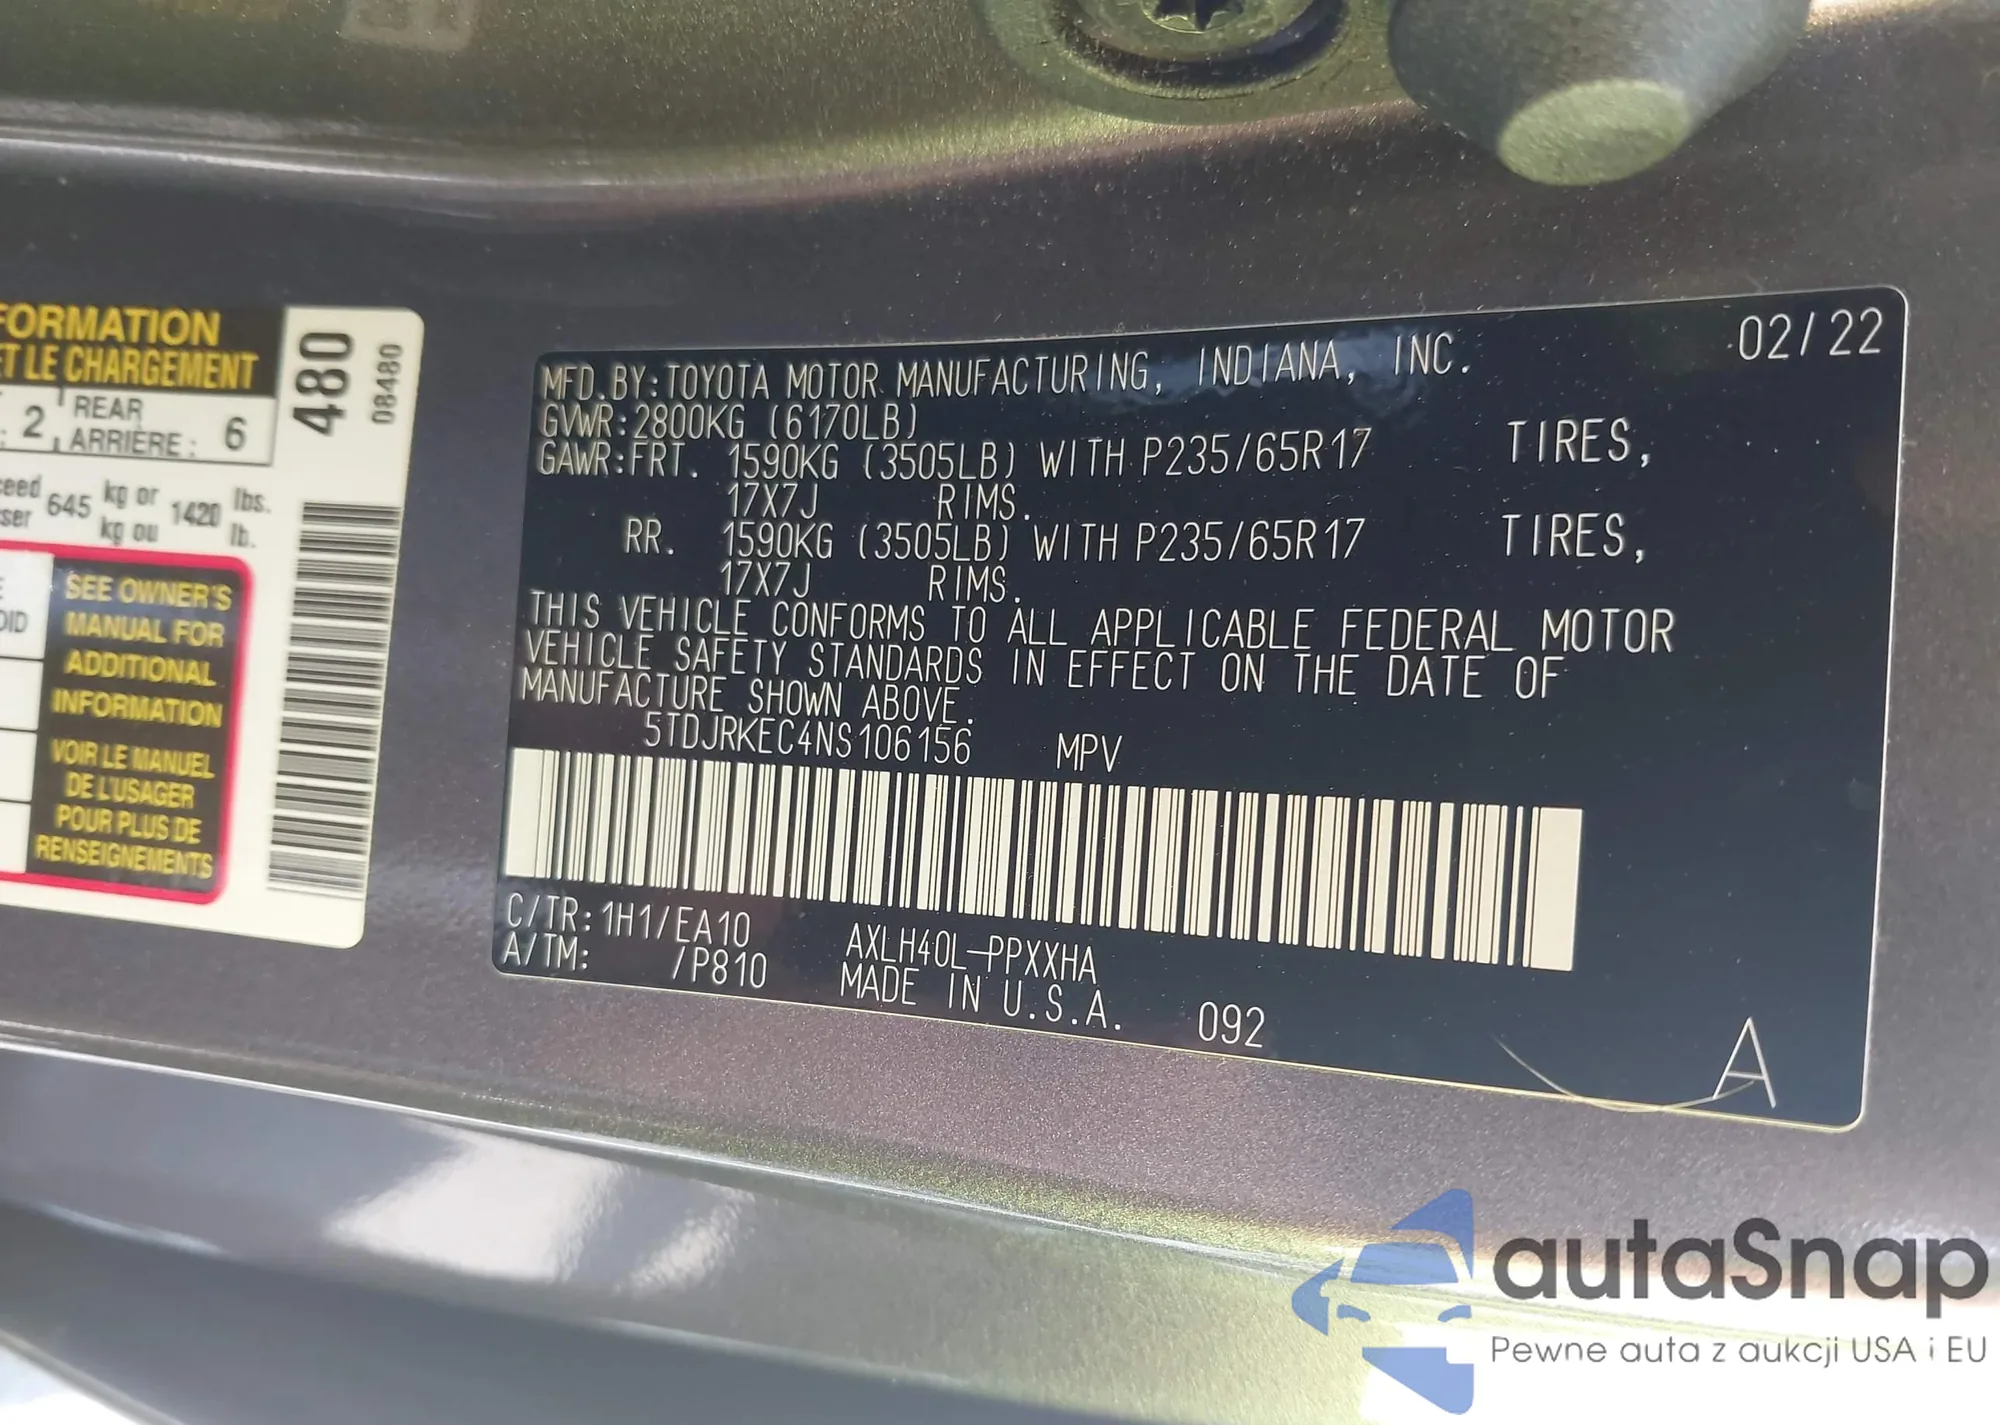 FORMATION
ET LE CHARGEMENT
: 2 , REAR
ARRIÈRE : 6
480
08480
645 kg or 1420 lbs.
kg ou lb.
SEE OWNER'S
MANUAL FOR
ADDITIONAL
INFORMATION
VOIR LE MANUEL
DE L'USAGER
POUR PLUS DE
RENSEIGNEMENTS
MFD.BY:TOYOTA MOTOR MANUFACTURING, INDIANA, INC. 02/22
GVWR:2800KG (6170LB)
GAWR:FRT. 1590KG (3505LB) WITH P235/65R17 TIRES,
17X7J RIMS.
RR. 1590KG (3505LB) WITH P235/65R17 TIRES,
17X7J RIMS.
THIS VEHICLE CONFORMS TO ALL APPLICABLE FEDERAL MOTOR
VEHICLE SAFETY STANDARDS IN EFFECT ON THE DATE OF
MANUFACTURE SHOWN ABOVE.
5TDJRKEC4NS106156 MPV
C/TR:1H1/EA10 AXLH40L-PPXXHA
A/TM: /P810 MADE IN U.S.A. 092
A
autoSnap
Pewne auta z aukcji USA i EU